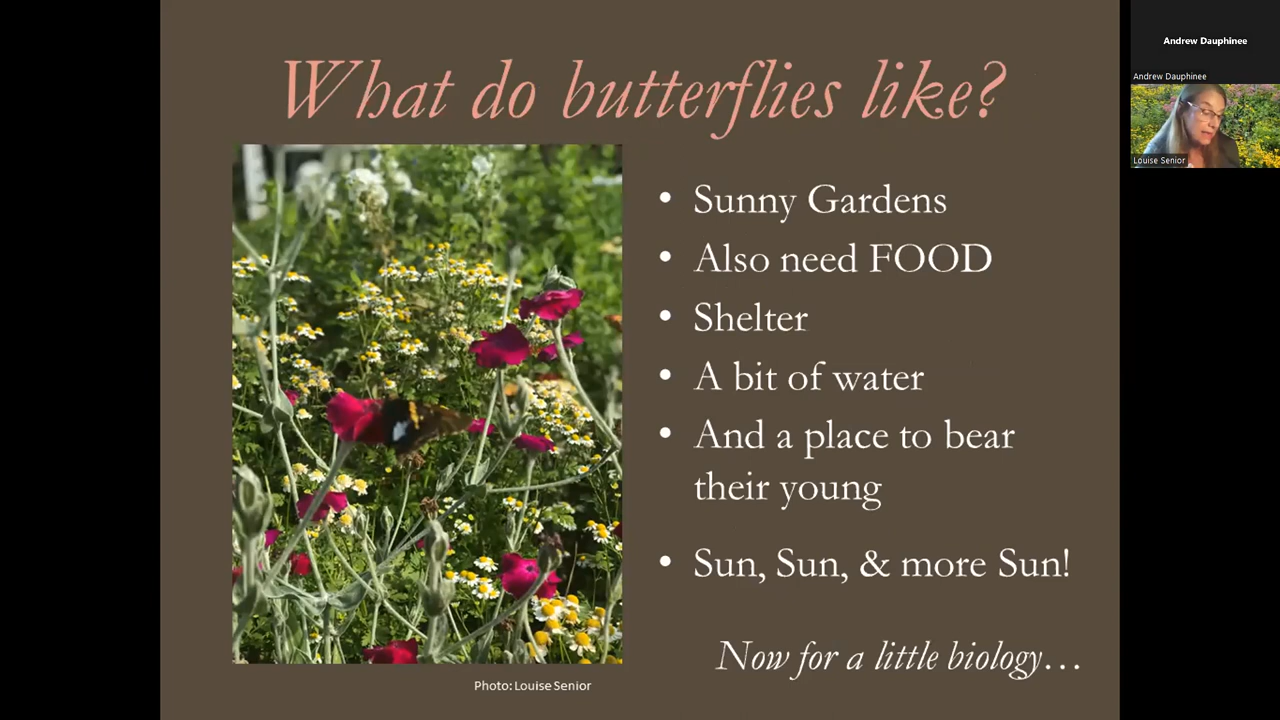 What do butterflies like?
• Sunny Gardens
• Also need FOOD
• Shelter
• A bit of water
• And a place to bear
their young
• Sun, Sun, & more Sun!
Now for a little biology…
Photo: Louise Senior
Andrew Dauphinee
Andrew Dauphinee
Louise Senior